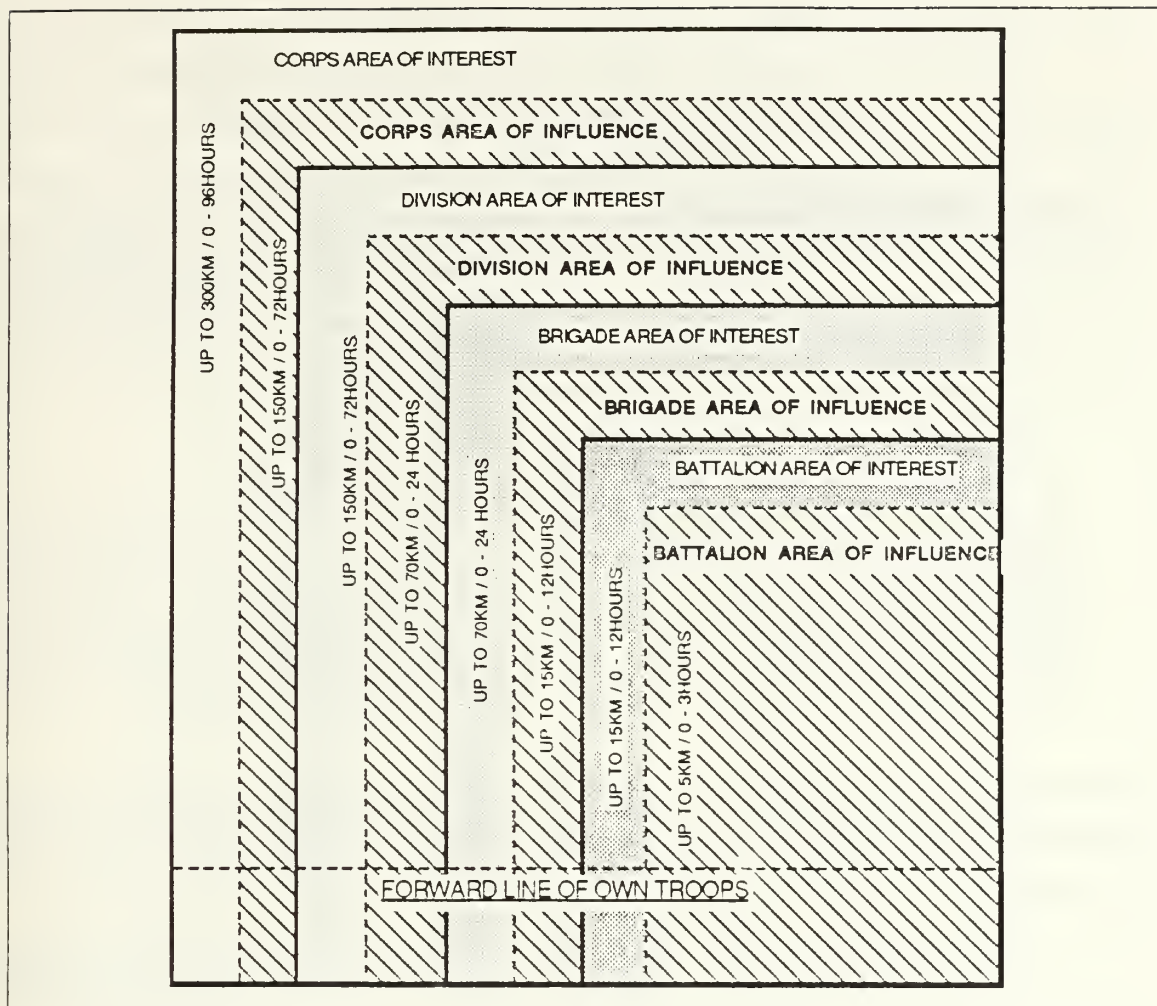 CORPS AREA OF INTEREST
CORPS AREA OF INFLUENCE
DIVISION AREA OF INTEREST
DIVISION AREA OF INFLUENCE
BRIGADE AREA OF INTEREST
BRIGADE AREA OF INFLUENCE
BATTALION AREA OF INTEREST
BATTALION AREA OF INFLUENCE
UP TO 300KM / 0 - 96HOURS
UP TO 150KM / 0 - 72HOURS
UP TO 150KM / 0 - 72HOURS
UP TO 70KM / 0 - 24 HOURS
UP TO 70KM / 0 - 24 HOURS
UP TO 15KM / 0 - 12HOURS
UP TO 15KM / 0 - 12HOURS
UP TO 5KM / 0 - 3HOURS
FORWARD LINE OF OWN TROOPS